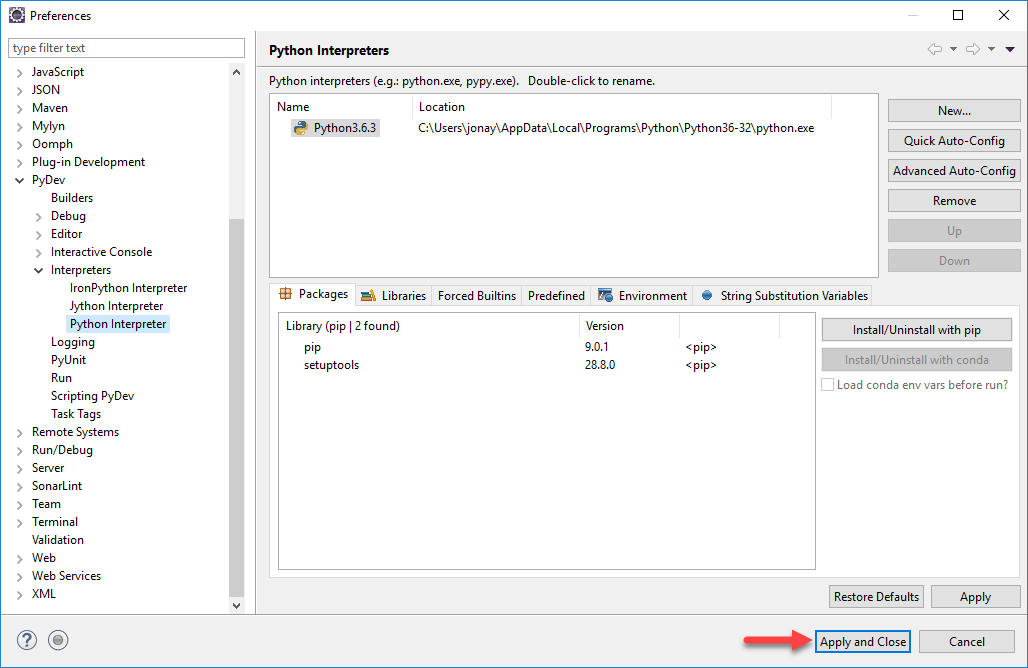 Preferences
type filter text
JavaScript
JSON
Maven
Mylyn
Oomph
Plug-in Development
PyDev
Builders
Debug
Editor
Interactive Console
Interpreters
IronPython Interpreter
Jython Interpreter
Python Interpreter
Logging
PyUnit
Run
Scripting PyDev
Task Tags
Remote Systems
Run/Debug
Server
SonarLint
Team
Terminal
Validation
Web
Web Services
XML
Python Interpreters
Python interpreters (e.g.: python.exe, pypy.exe).   Double-click to rename.
Name Location
Python3.6.3 C:\Users\jonay\AppData\Local\Programs\Python\Python36-32\python.exe
New...
Quick Auto-Config
Advanced Auto-Config
Remove
Up
Down
Packages Libraries Forced Builtins Predefined Environment String Substitution Variables
Library (pip | 2 found) Version
pip 9.0.1 <pip>
setuptools 28.8.0 <pip>
Install/Uninstall with pip
Install/Uninstall with conda
Load conda env vars before run?
Restore Defaults Apply
? Apply and Close Cancel